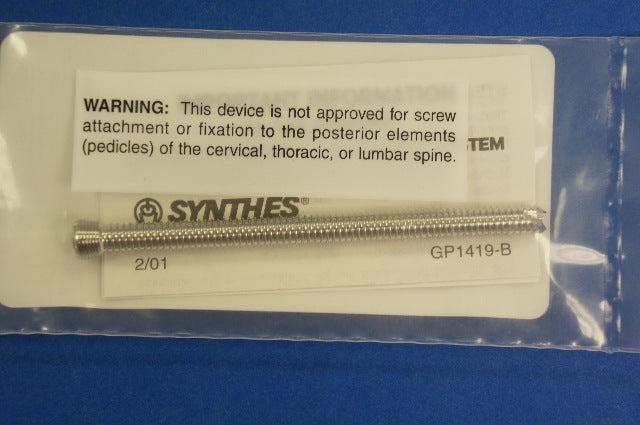 WARNING: This device is not approved for screw
attachment or fixation to the posterior elements
(pedicles) of the cervical, thoracic, or lumbar spine.
STEM
SYNTHES®
2/01 GP1419-B